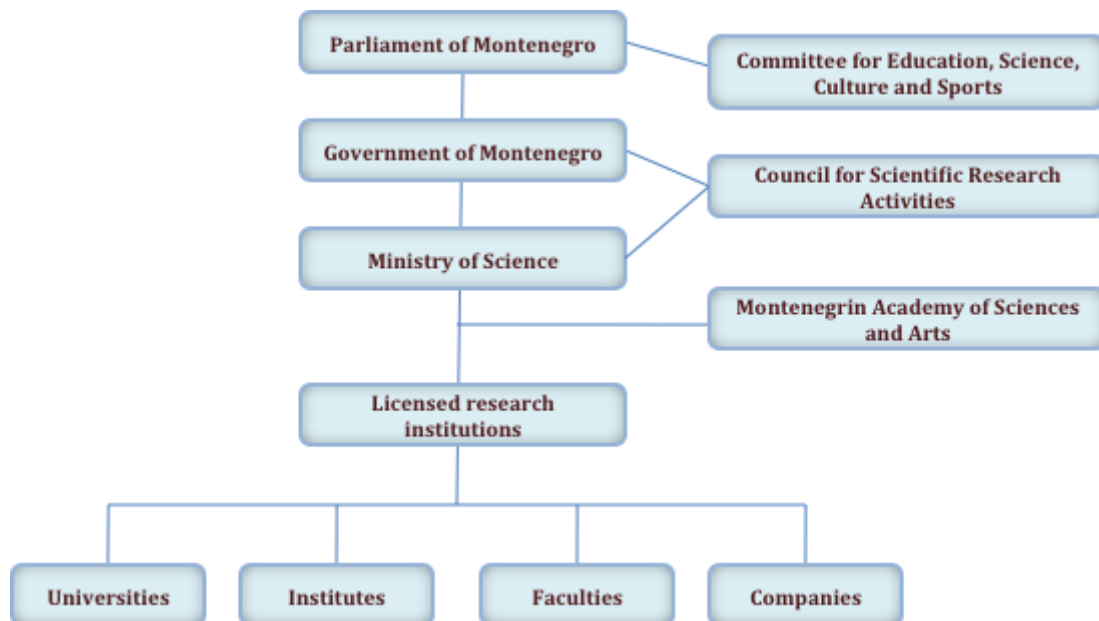 Parliament of Montenegro
Committee for Education, Science,
Culture and Sports
Government of Montenegro
Council for Scientific Research
Activities
Ministry of Science
Montenegrin Academy of Sciences
and Arts
Licensed research
institutions
Universities
Institutes
Faculties
Companies